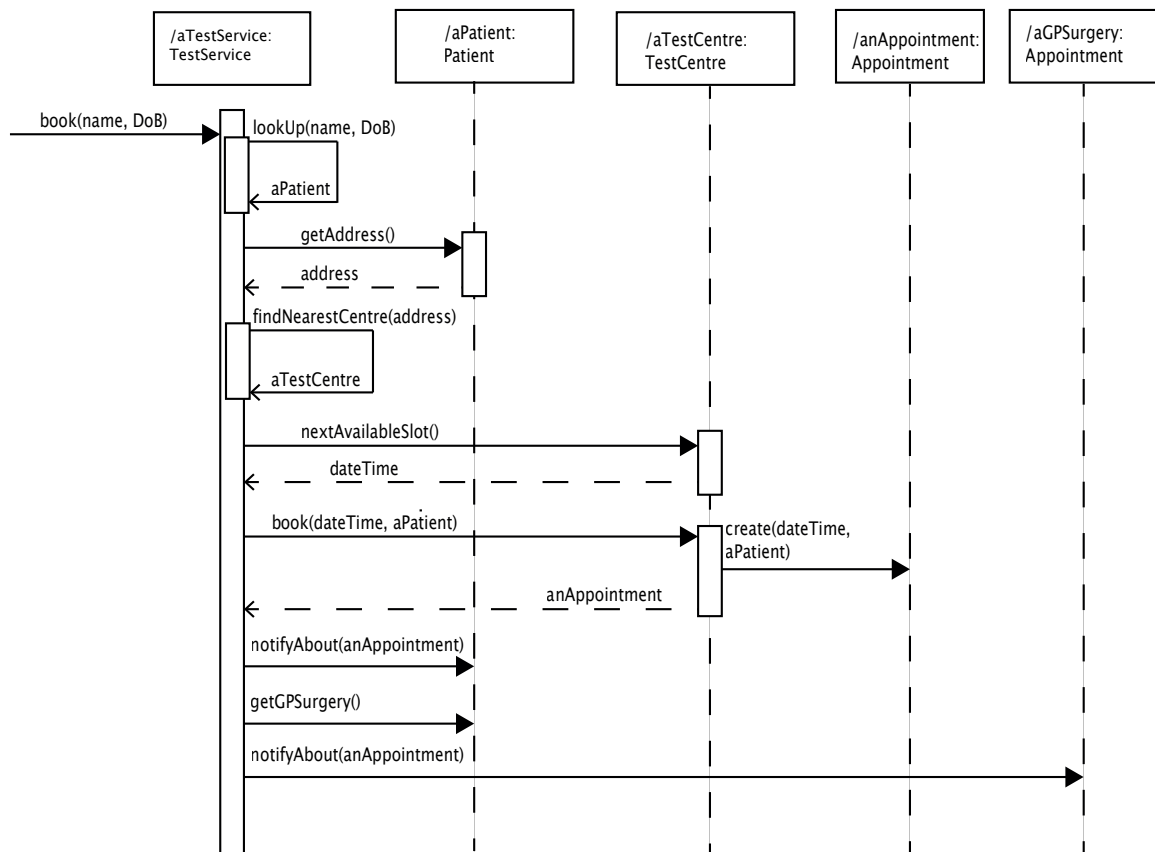 /aTestService:
TestService
/aPatient:
Patient
/aTestCentre:
TestCentre
/anAppointment:
Appointment
/aGPSurgery:
Appointment
book(name, DoB)
lookUp(name, DoB)
aPatient
getAddress()
address
findNearestCentre(address)
aTestCentre
nextAvailableSlot()
dateTime
book(dateTime, aPatient)
create(dateTime,
aPatient)
anAppointment
notifyAbout(anAppointment)
getGPSurgery()
notifyAbout(anAppointment)